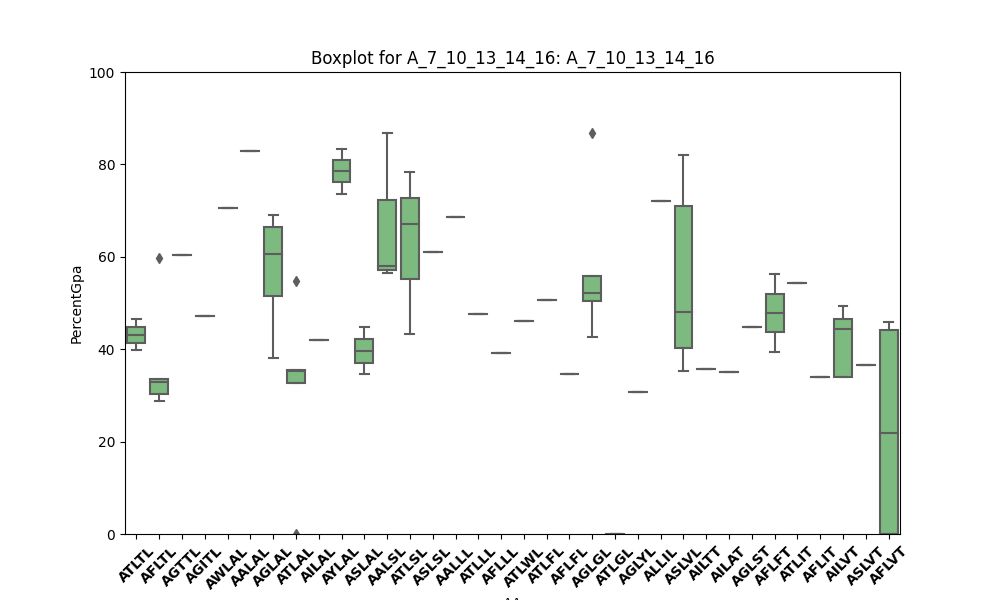 Boxplot for A_7_10_13_14_16: A_7_10_13_14_16
100
80
60
40
20
0
PercentGpa
ATLTL
AFLTL
AGTTL
AGITL
AWLAL
AALAL
AGLAL
ATLAL
AILAL
AYLAL
ASLAL
AALSL
ATLSL
ASLSL
AALLL
ATLLL
AFLLL
ATLWL
ATLFL
AFLFL
AGLGL
ATLGL
AGLYL
ALLIL
ASLVL
AILTT
AILAT
AGLST
AFLFT
ATLIT
AFLIT
AILVT
ASLVT
AFLVT